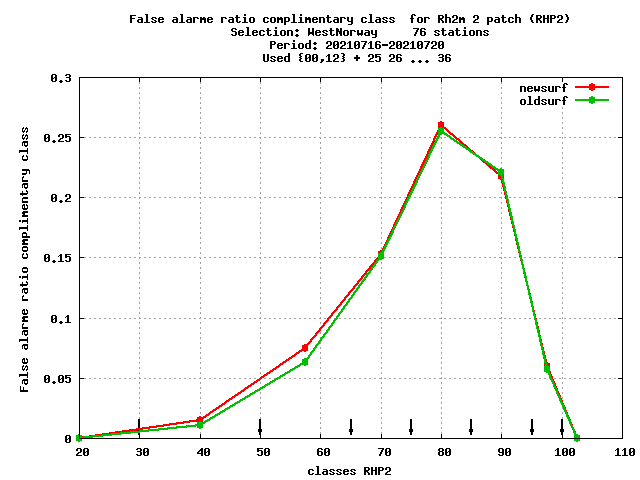 False alarme ratio complimentary class  for Rh2m 2 patch (RHP2)
Selection: WestNorway     76 stations
Period: 20210716-20210720
Used {00,12} + 25 26 ... 36
newsurf
oldsurf
False alarme ratio complimentary class
0.3
0.25
0.2
0.15
0.1
0.05
0
20 30 40 50 60 70 80 90 100 110
classes RHP2